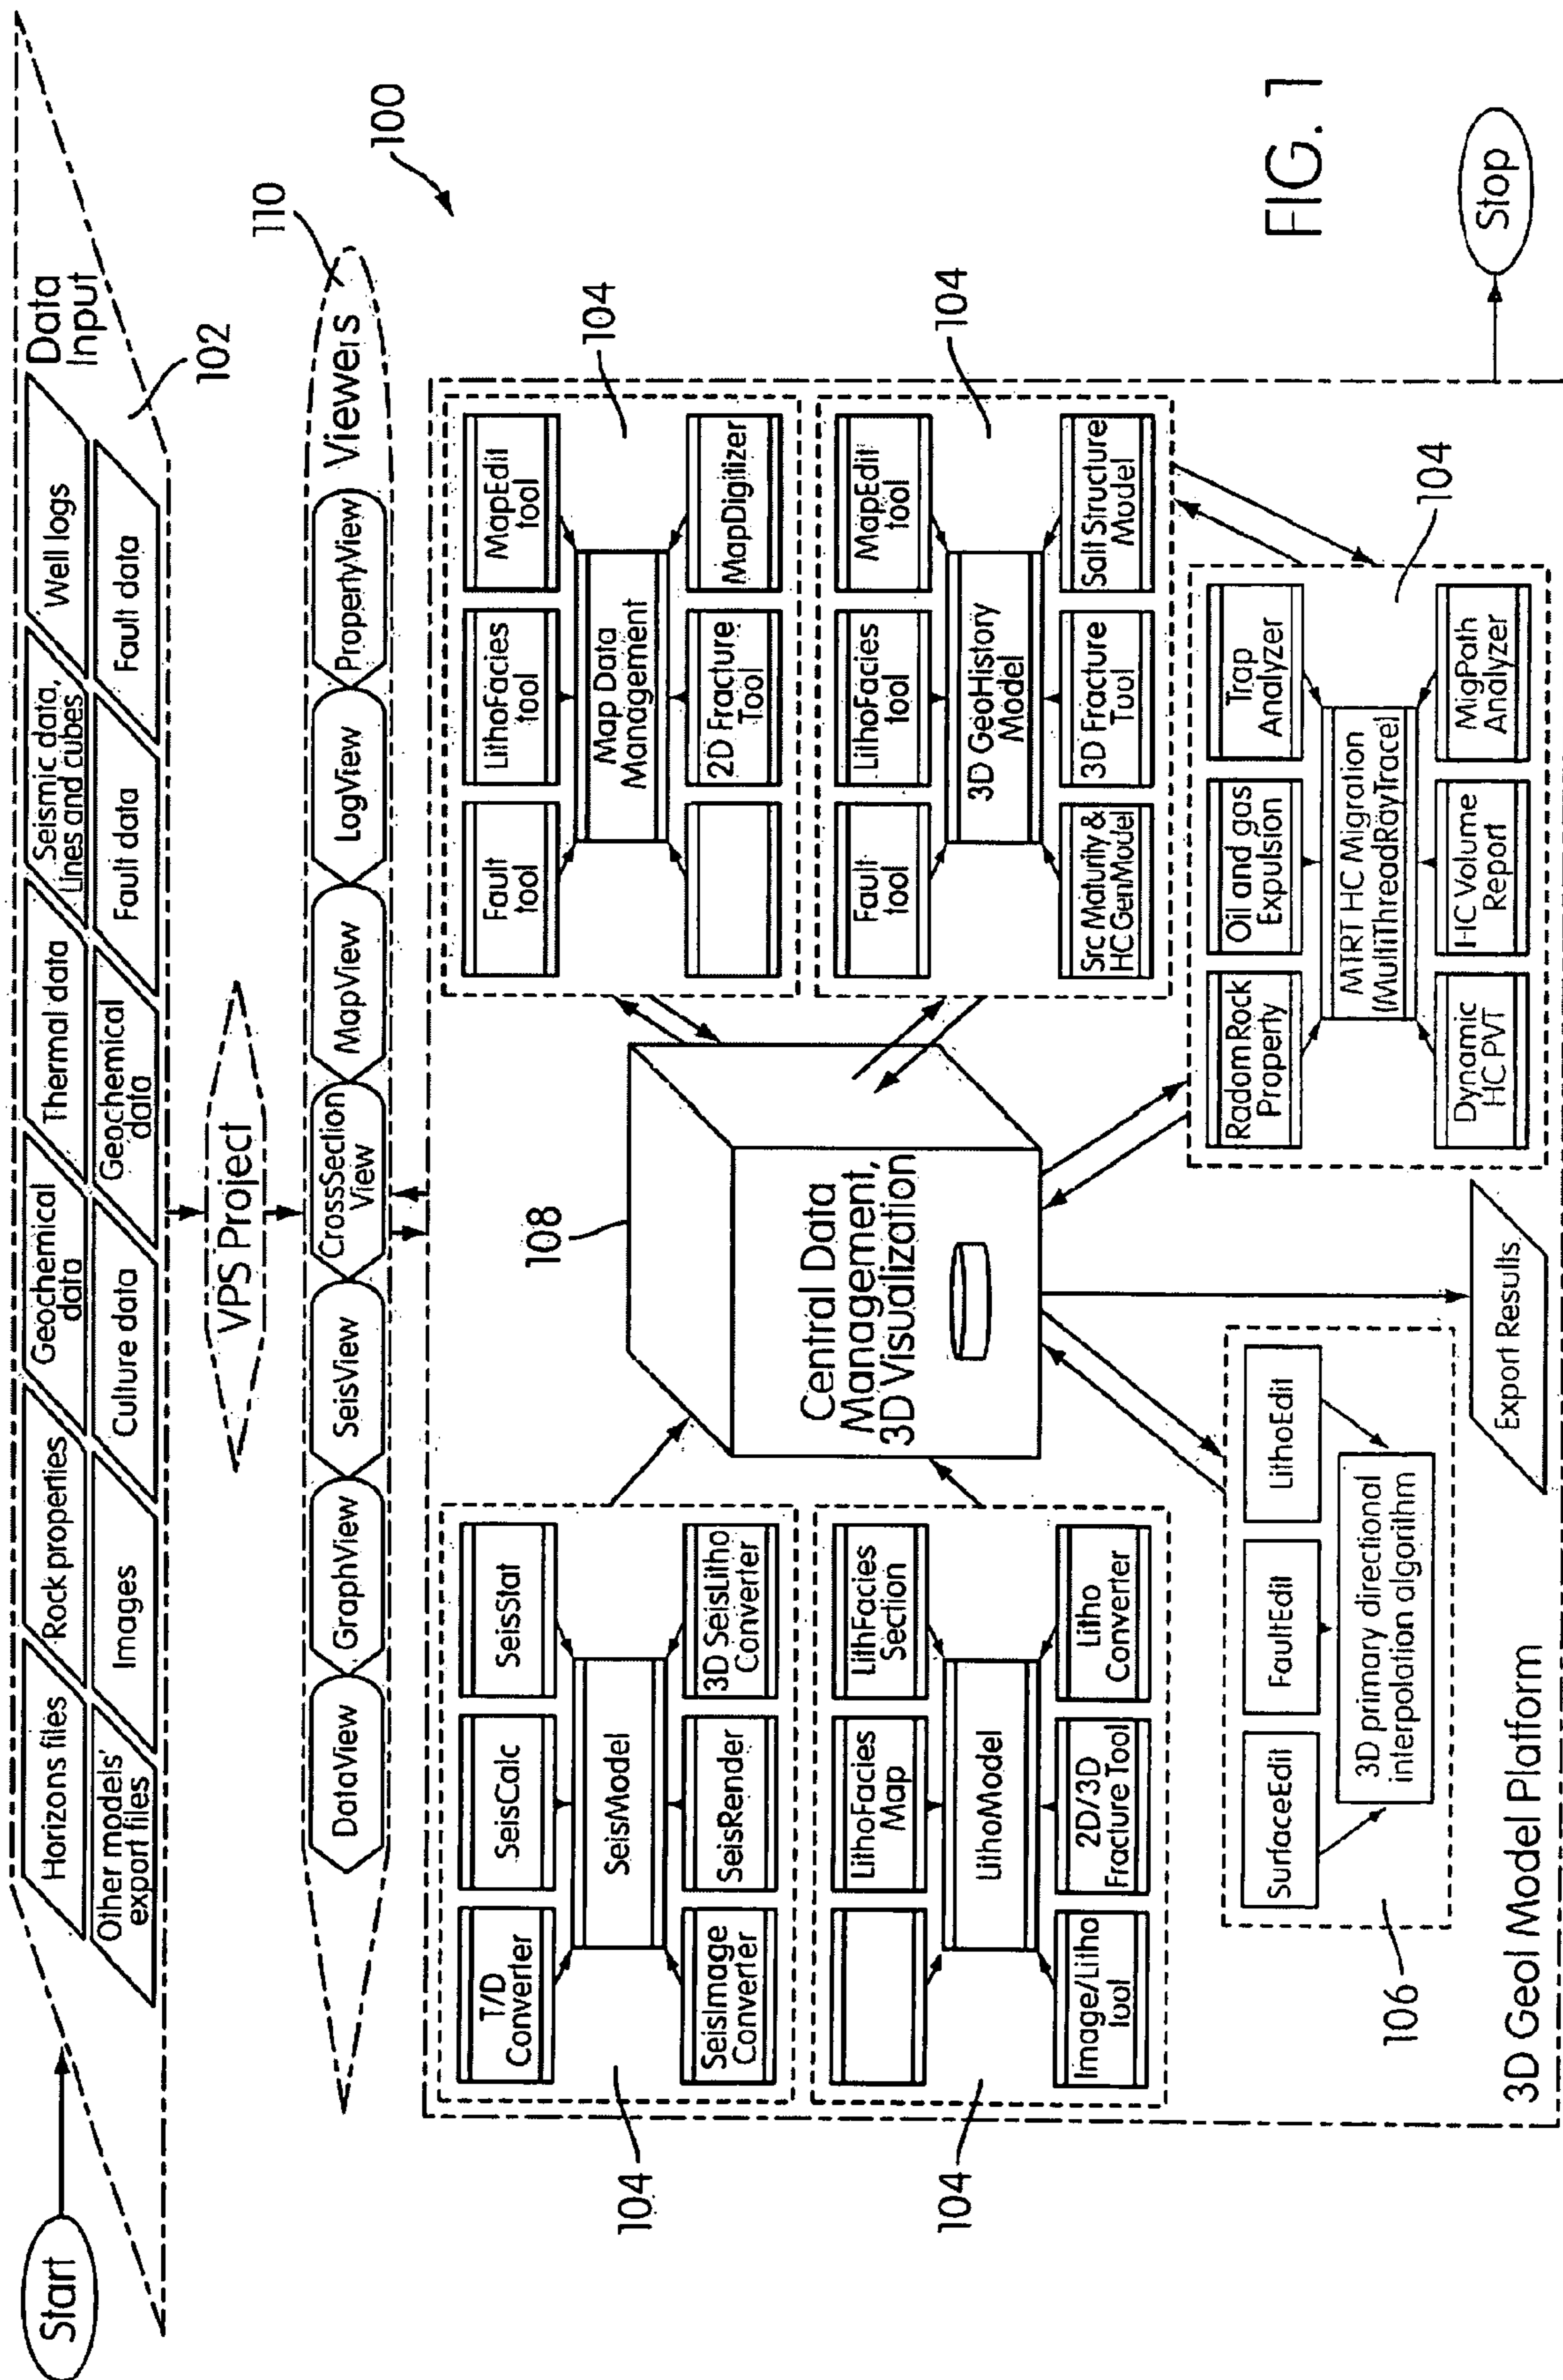 Start
Data
Input
Horizons files
Rock properties
Geochemical
data
Thermal data
Seismic data,
Lines and cubes
Well logs
Other models'
export files
Images
Culture data
Geochemical
data
Fault data
Fault data
102
VPS Project
110
Viewers
DataView
GraphView
SeisView
CrossSection
View
MapView
LogView
PropertyView
100
104
T/D
Converter
SeisCalc
SeisStat
SeisModel
SeisImage
Converter
SeisRender
3D SeisLitho
Converter
104
LithoFacies
Map
LithFacies
Section
LithoModel
Image/Litho
tool
2D/3D
Fracture Tool
Litho
Converter
108
Central Data
Management,
3D Visualization
104
Fault
tool
LithoFacies
tool
MapEdit
tool
Map Data
Management
2D Fracture
Tool
MapDigitizer
104
Fault
tool
LithoFacies
tool
MapEdit
tool
3D GeoHistory
Model
Src Maturity &
HC GenModel
3D Fracture
Tool
Salt Structure
Model
106
SurfaceEdit
FaultEdit
LithoEdit
3D primary directional
interpolation algorithm
Export Results
104
RadomRock
Property
Oil and gas
Expulsion
Trap
Analyzer
MTRT HC Migration
(MultiThreadRayTrace)
Dynamic
HC PVT
HC Volume
Report
MigPath
Analyzer
3D Geol Model Platform
Stop
FIG. 1